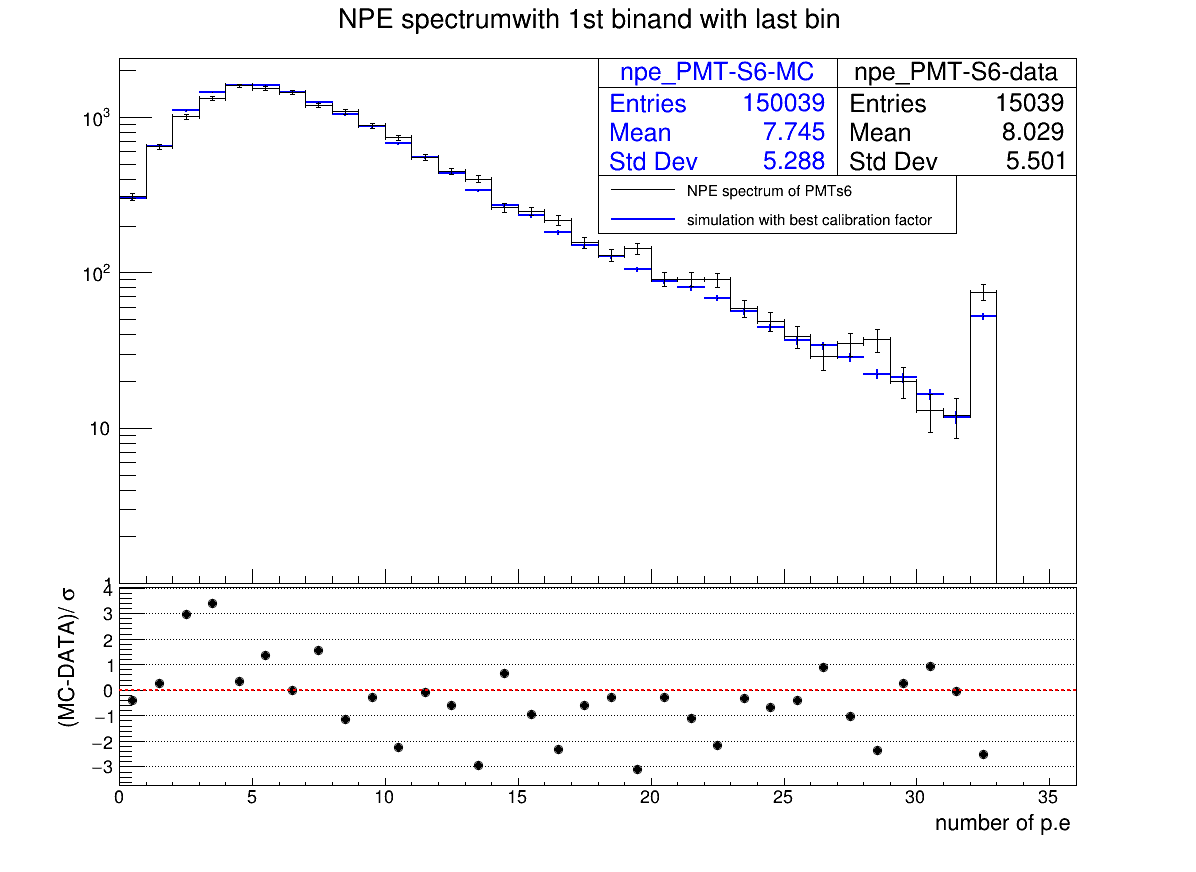 NPE spectrumwith 1st binand with last bin
npe_PMT-S6-MC
Entries 150039
Mean 7.745
Std Dev 5.288
npe_PMT-S6-data
Entries 15039
Mean 8.029
Std Dev 5.501
NPE spectrum of PMTs6
simulation with best calibration factor
10³
10²
10
1
(MC-DATA)/ σ
4
3
2
1
0
−1
−2
−3
0 5 10 15 20 25 30 35
number of p.e